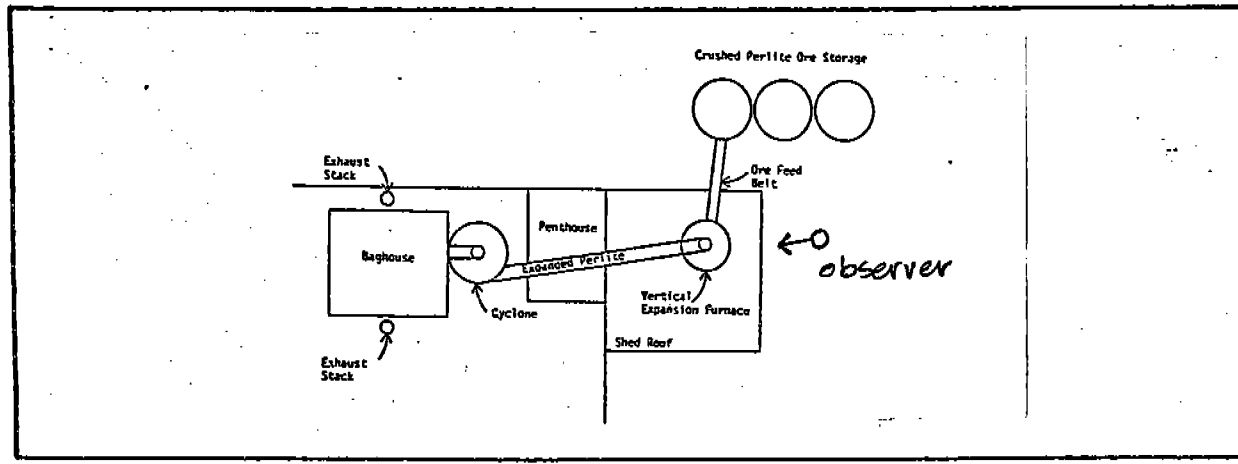 Crushed Perlite Ore Storage
Exhaust
Stack
Ore Feed
Belt
Penthouse
Baghouse
Expanded Perlite
observer
Cyclone
Vertical
Expansion Furnace
Shed Roof
Exhaust
Stack